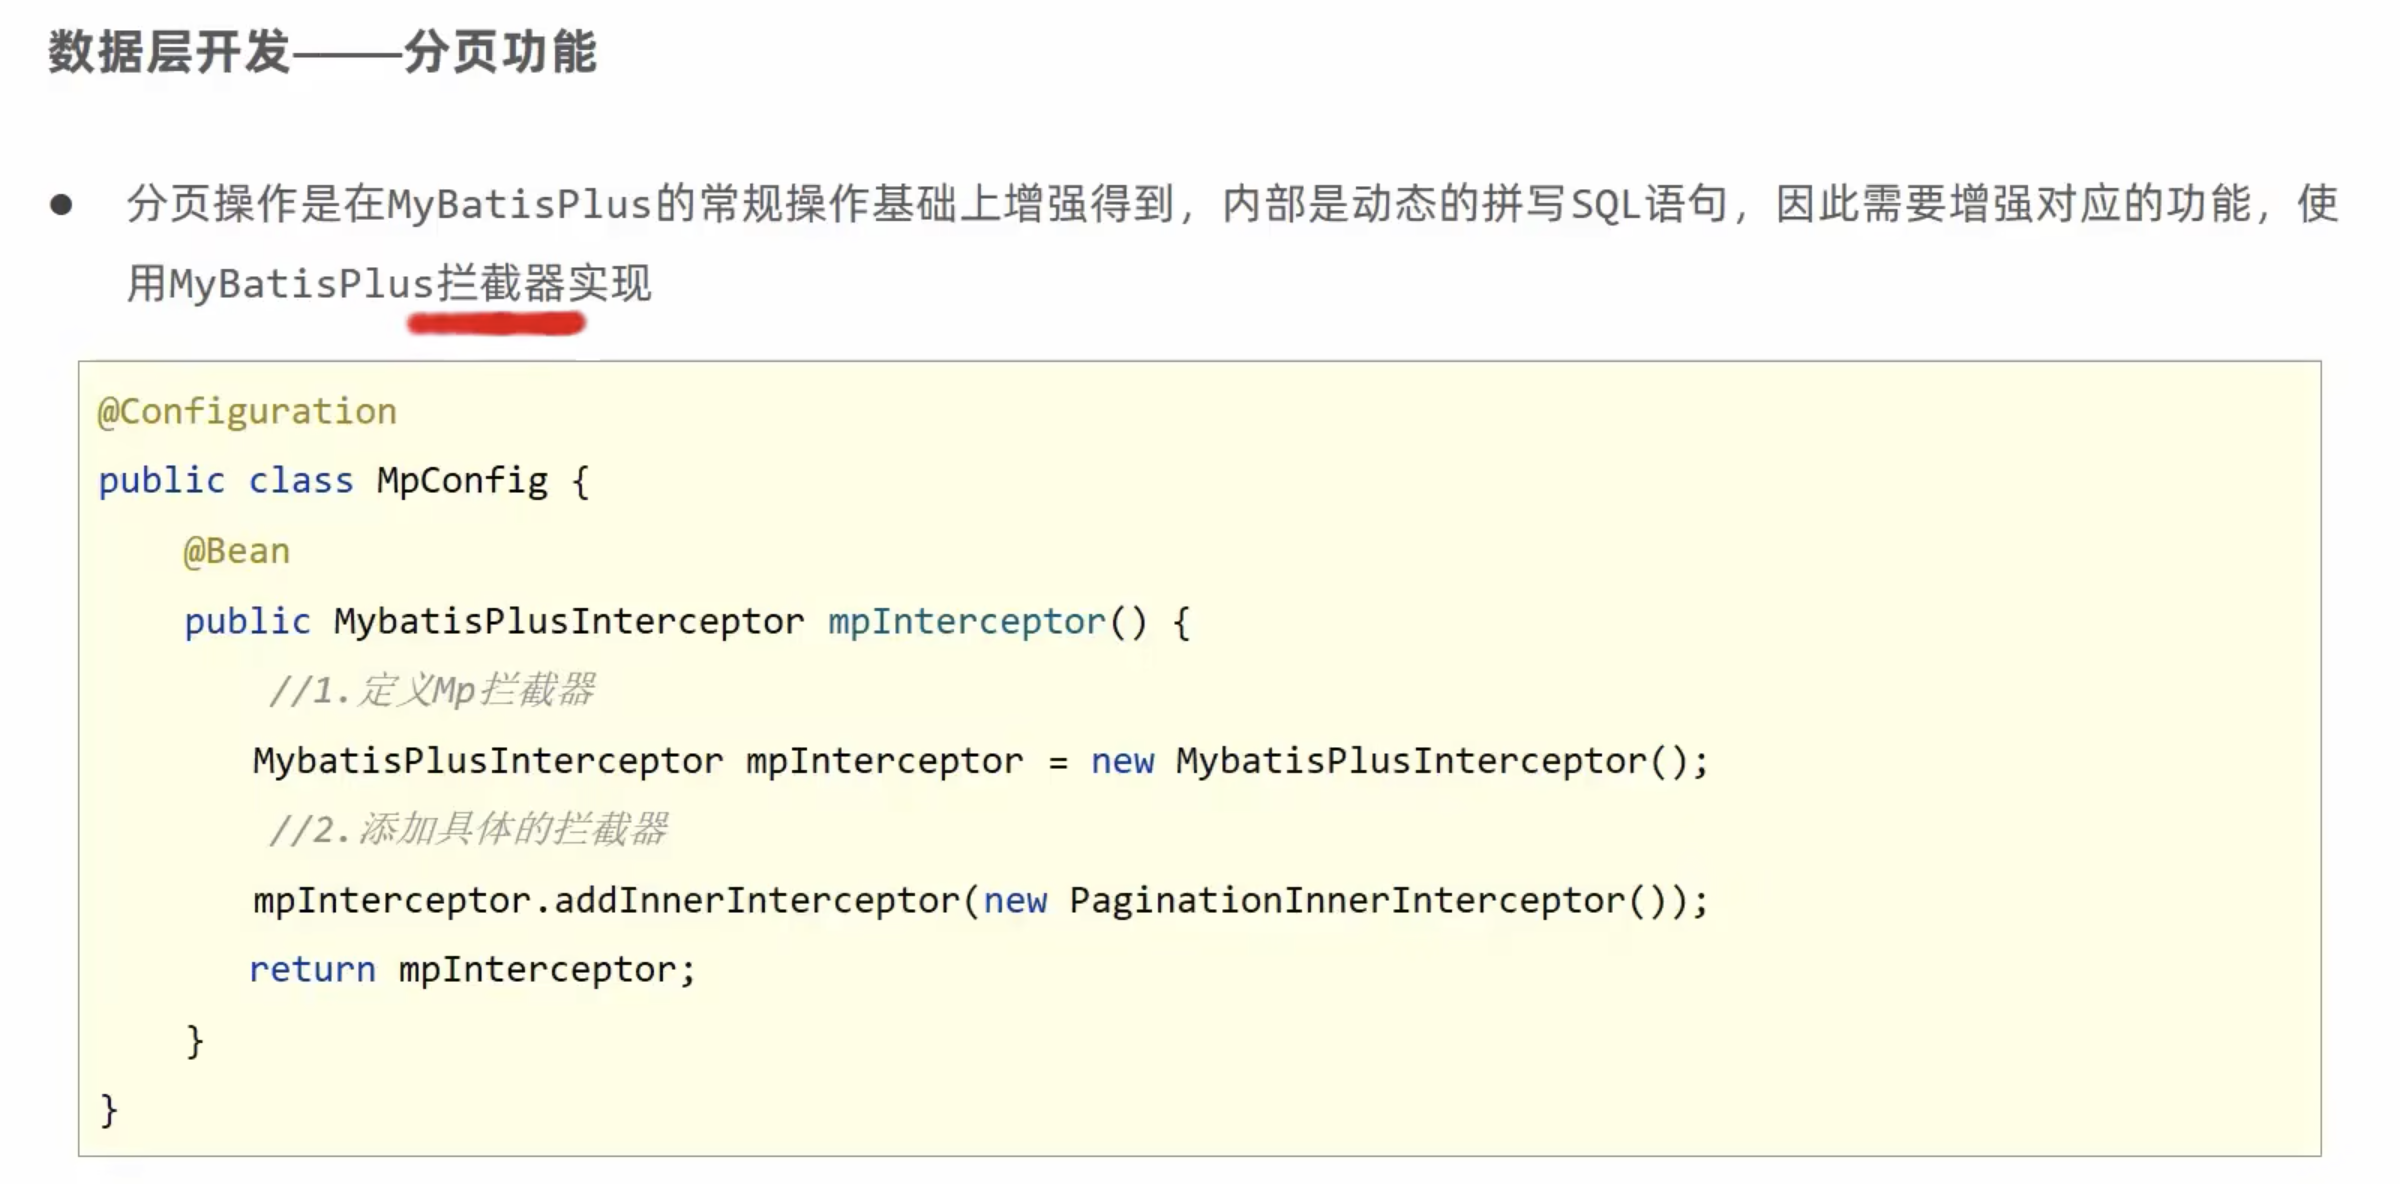 数据层开发———分页功能
● 分页操作是在MyBatisPlus的常规操作基础上增强得到，内部是动态的拼写SQL语句，因此需要增强对应的功能，使
用MyBatisPlus拦截器实现
@Configuration
public class MpConfig {
    @Bean
    public MybatisPlusInterceptor mpInterceptor() {
        //1.定义Mp拦截器
        MybatisPlusInterceptor mpInterceptor = new MybatisPlusInterceptor();
        //2.添加具体的拦截器
        mpInterceptor.addInnerInterceptor(new PaginationInnerInterceptor());
        return mpInterceptor;
    }
}